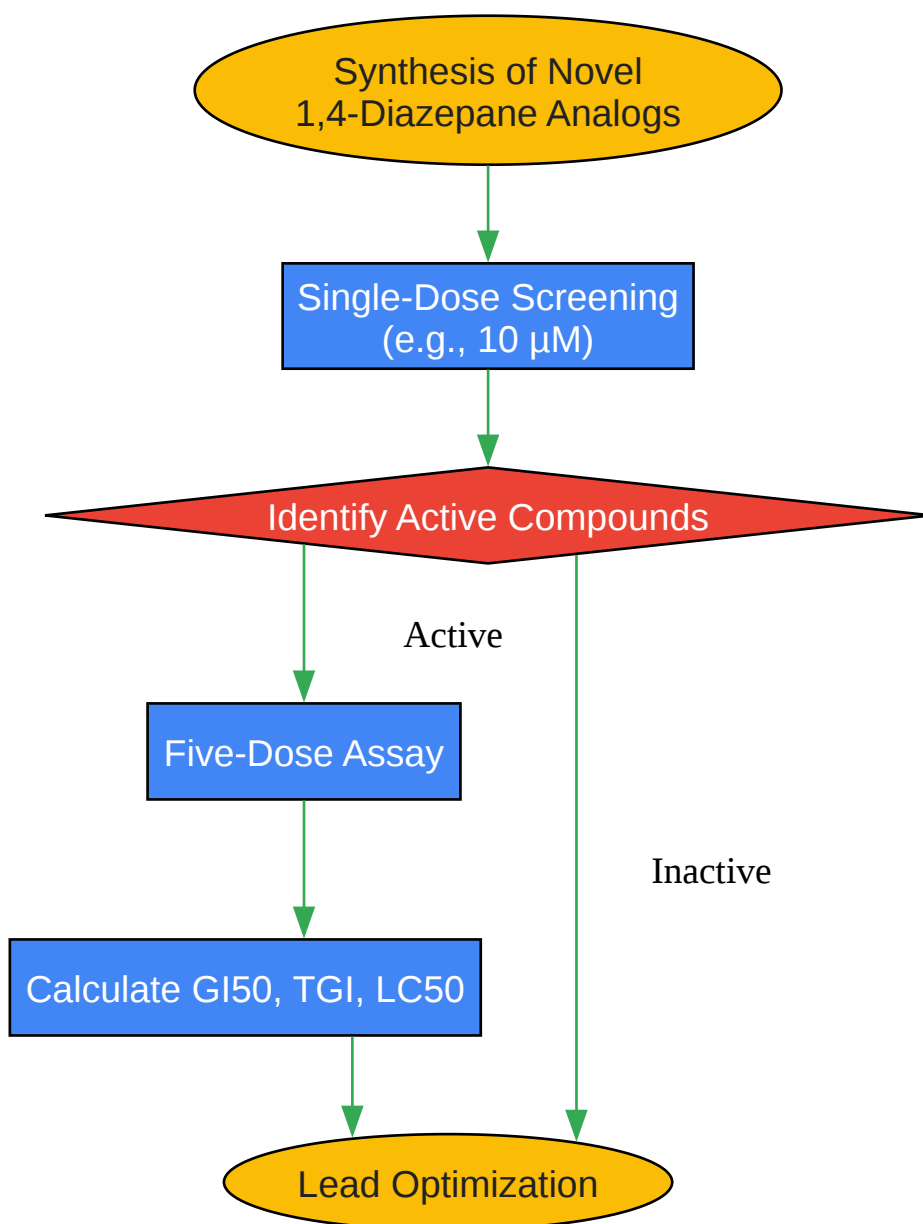 Synthesis of Novel
1,4-Diazepane Analogs
Single-Dose Screening
(e.g., 10 µM)
Identify Active Compounds
Active
Five-Dose Assay
Inactive
Calculate GI50, TGI, LC50
Lead Optimization